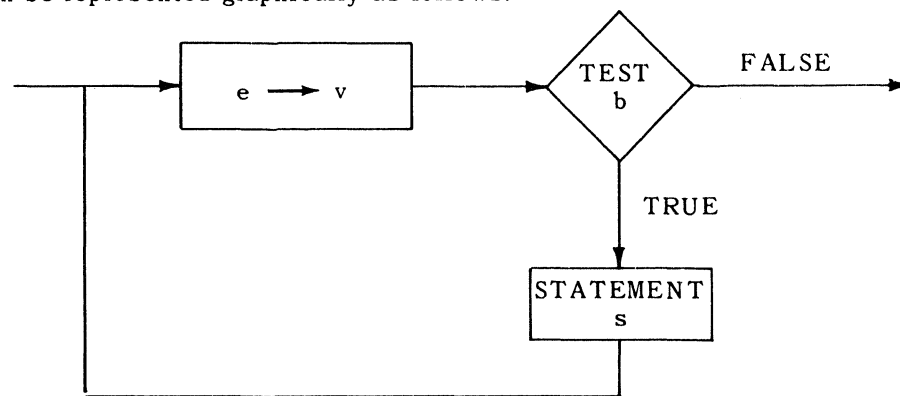 be represented graphically as follows:
e → v
TEST
b
FALSE
TRUE
STATEMENT
s